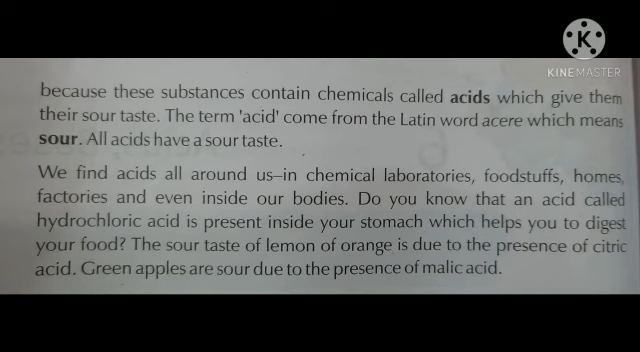 K
KINEMASTER
because these substances contain chemicals called acids which give them
their sour taste. The term 'acid' come from the Latin word acere which means
sour. All acids have a sour taste.
We find acids all around us–in chemical laboratories, foodstuffs, homes,
factories and even inside our bodies. Do you know that an acid called
hydrochloric acid is present inside your stomach which helps you to digest
your food? The sour taste of lemon of orange is due to the presence of citric
acid. Green apples are sour due to the presence of malic acid.